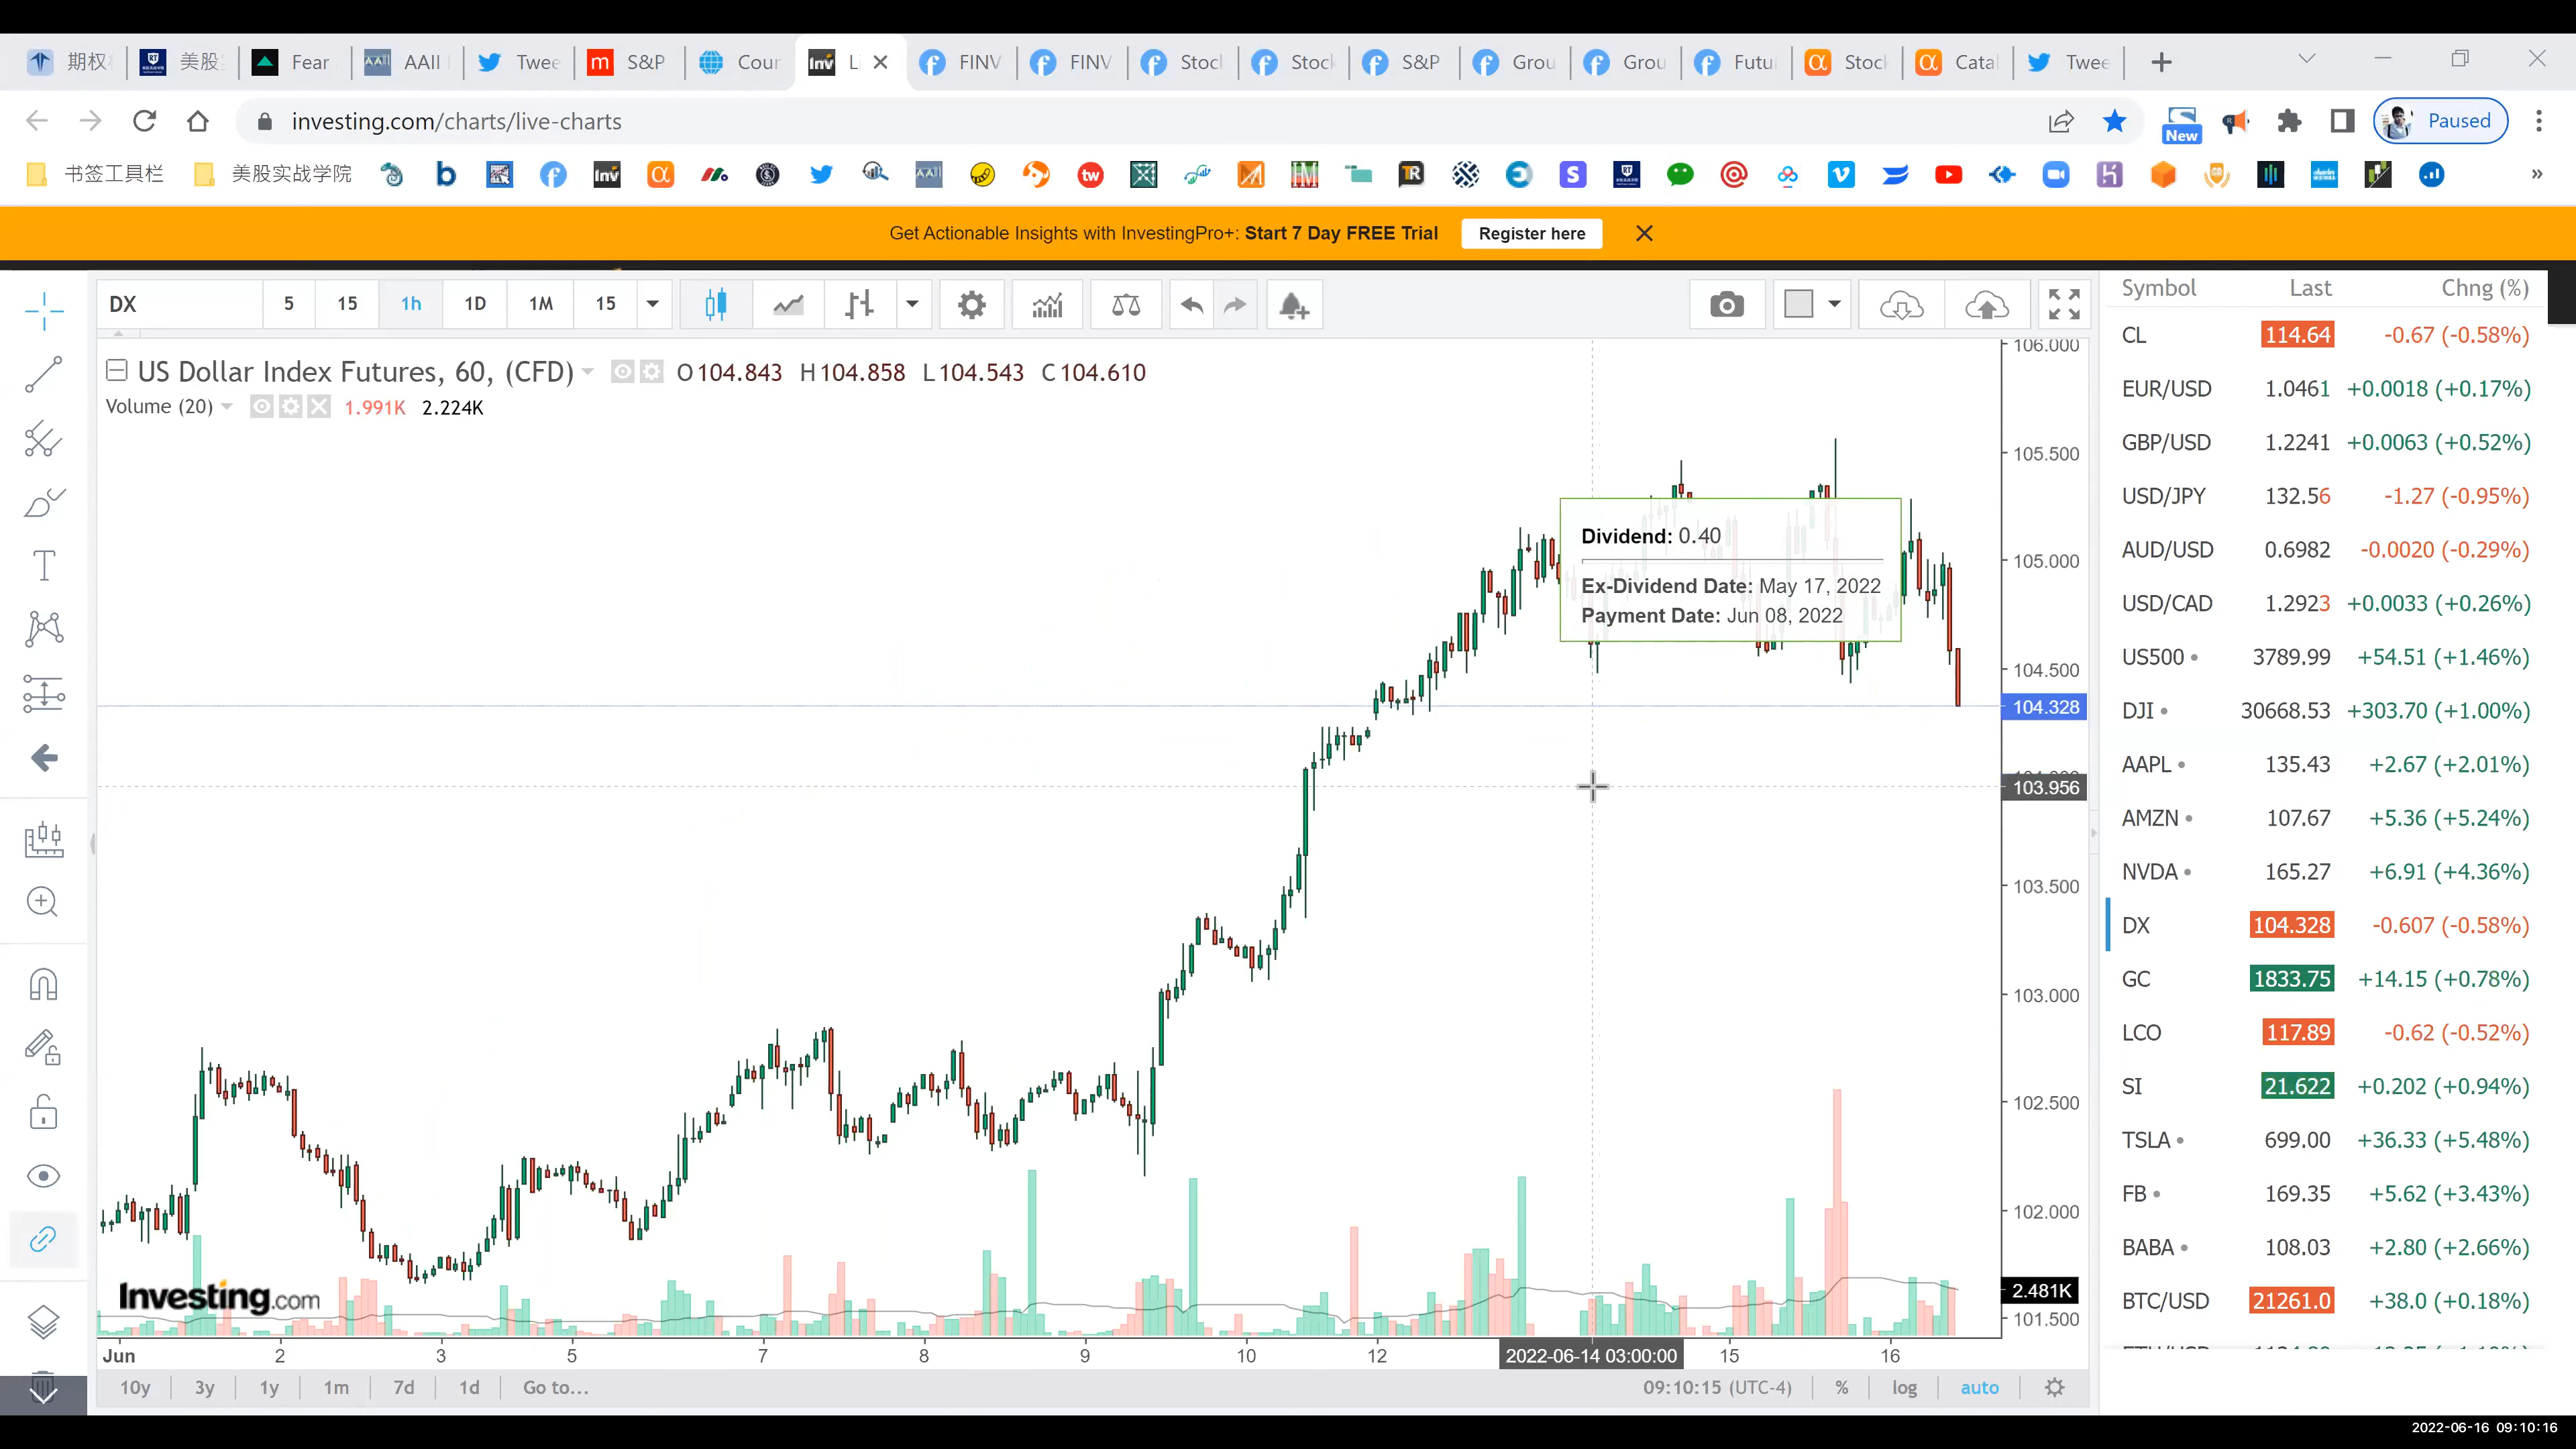 期权 美股 Fear AAII Twee S&P Cour Li FINV FINV Stoc Stock S&P Grou Grou Futu Stock Cata Twee
investing.com/charts/live-charts
New
Paused
书签工具栏 美股实战学院
Get Actionable Insights with InvestingPro+: Start 7 Day FREE Trial Register here
DX 5 15 1h 1D 1M 15
US Dollar Index Futures, 60, (CFD) O104.843 H104.858 L104.543 C104.610
Volume (20) 1.991K 2.224K
Dividend: 0.40
Ex-Dividend Date: May 17, 2022
Payment Date: Jun 08, 2022
106.000
105.500
105.000
104.500
104.328
103.956
103.500
103.000
102.500
102.000
2.481K
101.500
Investing.com
Jun 2 3 5 7 8 9 10 12 2022-06-14 03:00:00 15 16
10y 3y 1y 1m 7d 1d Go to... 09:10:15 (UTC-4) % log auto
Symbol Last Chng (%)
CL 114.64 -0.67 (-0.58%)
EUR/USD 1.0461 +0.0018 (+0.17%)
GBP/USD 1.2241 +0.0063 (+0.52%)
USD/JPY 132.56 -1.27 (-0.95%)
AUD/USD 0.6982 -0.0020 (-0.29%)
USD/CAD 1.2923 +0.0033 (+0.26%)
US500 3789.99 +54.51 (+1.46%)
DJI 30668.53 +303.70 (+1.00%)
AAPL 135.43 +2.67 (+2.01%)
AMZN 107.67 +5.36 (+5.24%)
NVDA 165.27 +6.91 (+4.36%)
DX 104.328 -0.607 (-0.58%)
GC 1833.75 +14.15 (+0.78%)
LCO 117.89 -0.62 (-0.52%)
SI 21.622 +0.202 (+0.94%)
TSLA 699.00 +36.33 (+5.48%)
FB 169.35 +5.62 (+3.43%)
BABA 108.03 +2.80 (+2.66%)
BTC/USD 21261.0 +38.0 (+0.18%)
2022-06-16 09:10:16